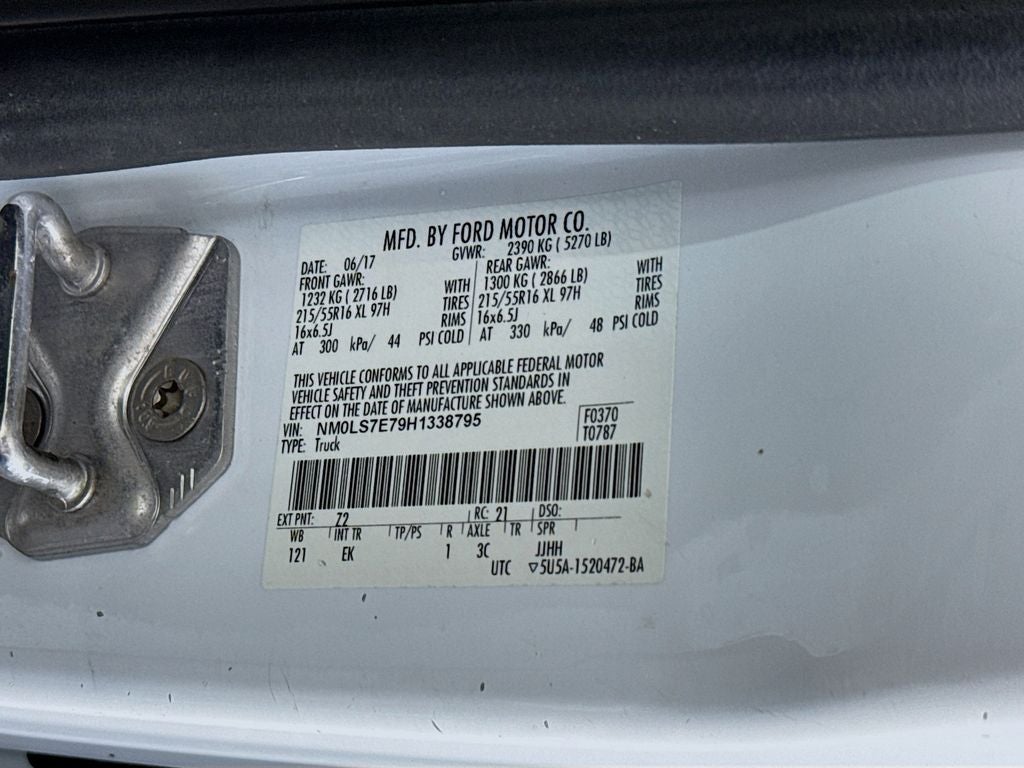 MFD. BY FORD MOTOR CO.
DATE: 06/17 GVWR: 2390 KG ( 5270 LB)
FRONT GAWR: REAR GAWR:
1232 KG ( 2716 LB) WITH 1300 KG ( 2866 LB) WITH
215/55R16 XL 97H TIRES 215/55R16 XL 97H TIRES
16x6.5J RIMS 16x6.5J RIMS
AT 300 kPa/ 44 PSI COLD AT 330 kPa/ 48 PSI COLD
THIS VEHICLE CONFORMS TO ALL APPLICABLE FEDERAL MOTOR
VEHICLE SAFETY AND THEFT PREVENTION STANDARDS IN
EFFECT ON THE DATE OF MANUFACTURE SHOWN ABOVE.
VIN: NM0LS7E79H1338795 F0370
TYPE: Truck T0787
EXT PNT: Z2 RC: 21 DSO:
WB INT TR TP/PS R AXLE TR SPR
121 EK 1 3C JJHH
UTC ▽5U5A-1520472-BA